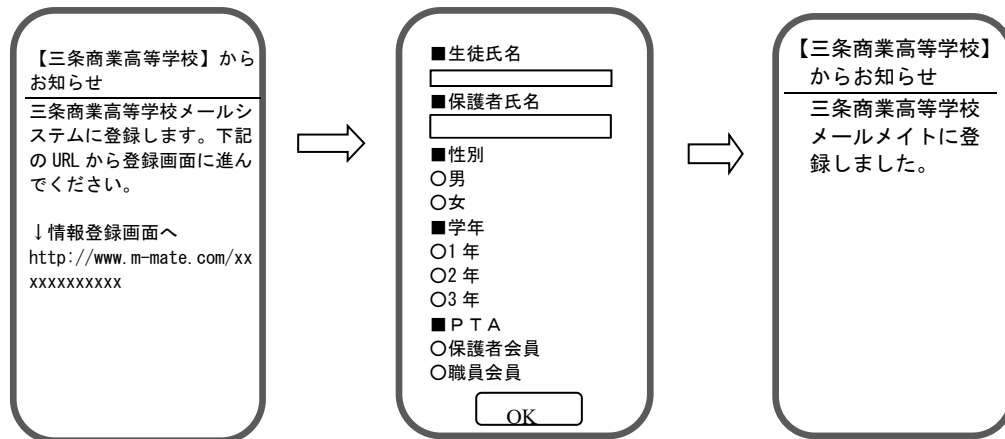 【三条商業高等学校】から
お知らせ
三条商業高等学校メールシ
ステムに登録します。下記
の URL から登録画面に進ん
でください。
↓情報登録画面へ
http://www.m-mate.com/xx
xxxxxxxxxx
■生徒氏名
■保護者氏名
■性別
○男
○女
■学年
○1 年
○2 年
○3 年
■ＰＴＡ
○保護者会員
○職員会員
OK
【三条商業高等学校】
からお知らせ
三条商業高等学校
メールメイトに登
録しました。